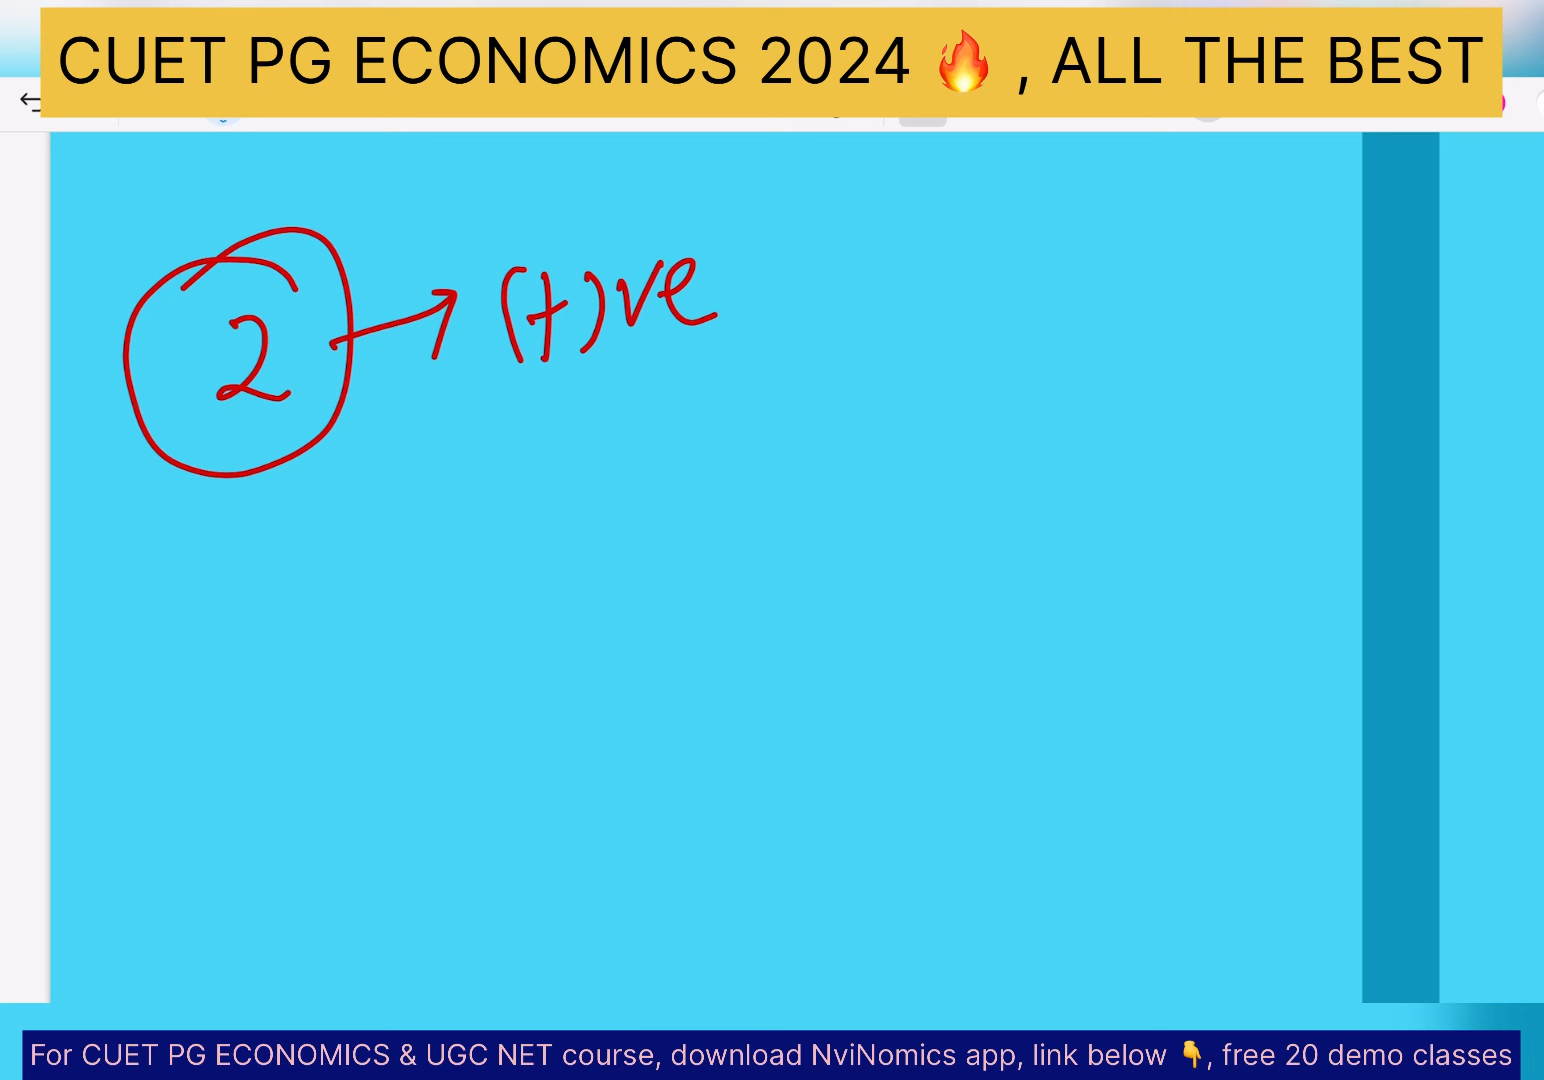 CUET PG ECONOMICS 2024 🔥 , ALL THE BEST
2 → (+)ve
For CUET PG ECONOMICS & UGC NET course, download NviNomics app, link below 👇, free 20 demo classes